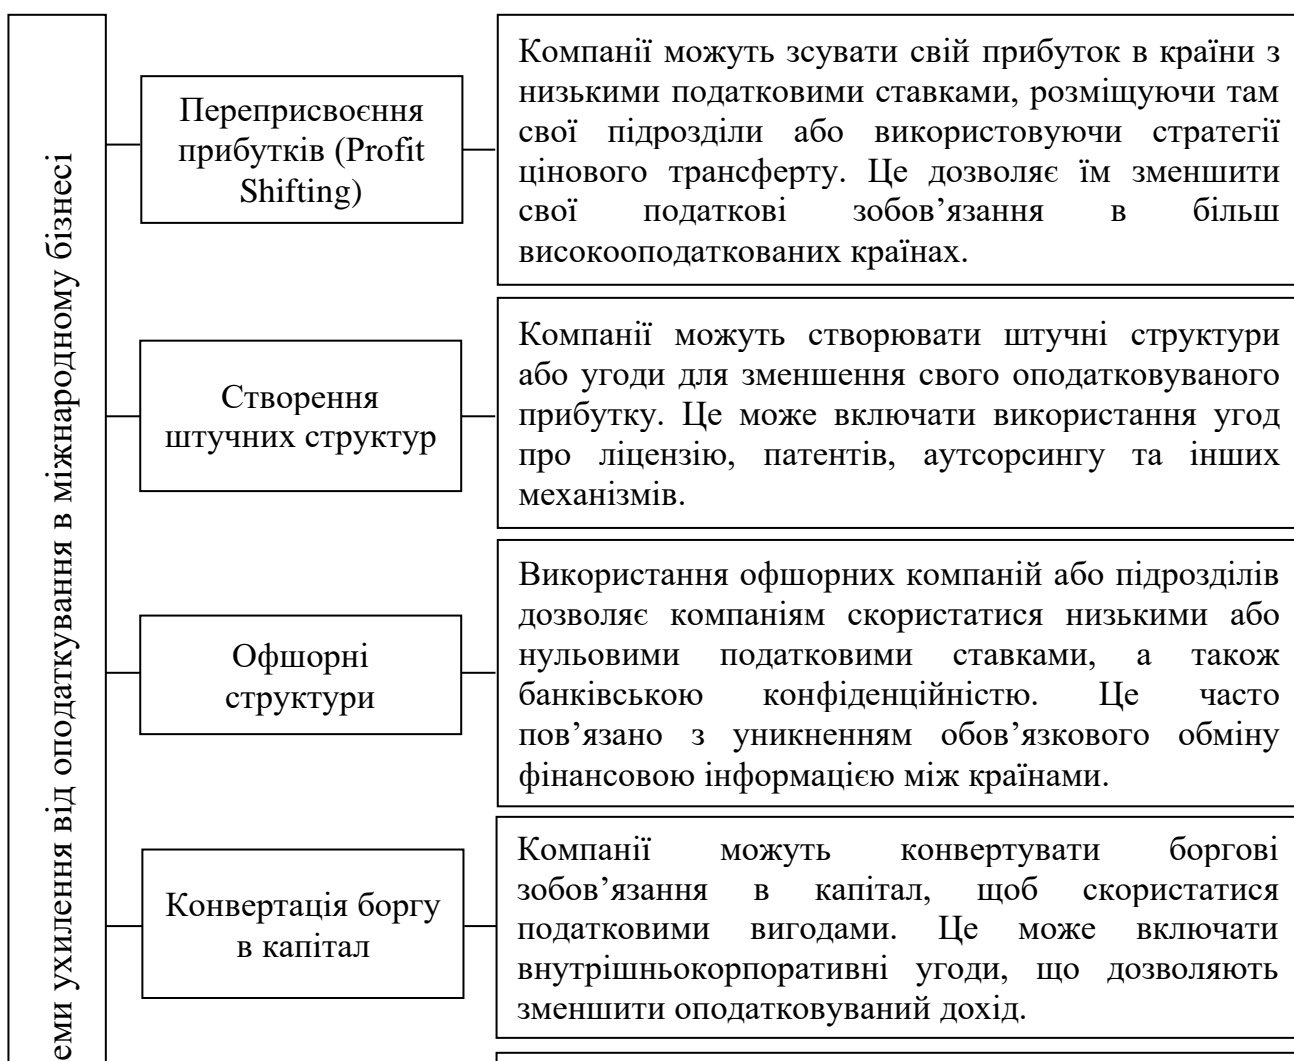 еми ухилення від оподаткування в міжнародному бізнесі
Переприсвоєння
прибутків (Profit
Shifting)
Компанії можуть зсувати свій прибуток в країни з
низькими податковими ставками, розміщуючи там
свої підрозділи або використовуючи стратегії
цінового трансферту. Це дозволяє їм зменшити
свої податкові зобов’язання в більш
високооподаткованих країнах.
Створення
штучних структур
Компанії можуть створювати штучні структури
або угоди для зменшення свого оподатковуваного
прибутку. Це може включати використання угод
про ліцензію, патентів, аутсорсингу та інших
механізмів.
Офшорні
структури
Використання офшорних компаній або підрозділів
дозволяє компаніям скористатися низькими або
нульовими податковими ставками, а також
банківською конфіденційністю. Це часто
пов’язано з уникненням обов’язкового обміну
фінансовою інформацією між країнами.
Конвертація боргу
в капітал
Компанії можуть конвертувати боргові
зобов’язання в капітал, щоб скористатися
податковими вигодами. Це може включати
внутрішньокорпоративні угоди, що дозволяють
зменшити оподатковуваний дохід.